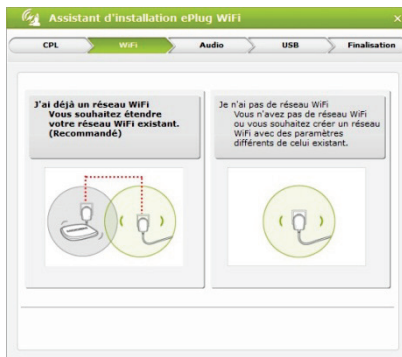 Assistant d'installation ePlug WiFi
CPL
WiFi
Audio
USB
Finalisation
J'ai déjà un réseau WiFi
Vous souhaitez étendre
votre réseau WiFi existant.
(Recommandé)
Je n'ai pas de réseau WiFi
Vous n'avez pas de réseau WiFi
ou vous souhaitez créer un réseau
WiFi avec des paramètres
différents de celui existant.